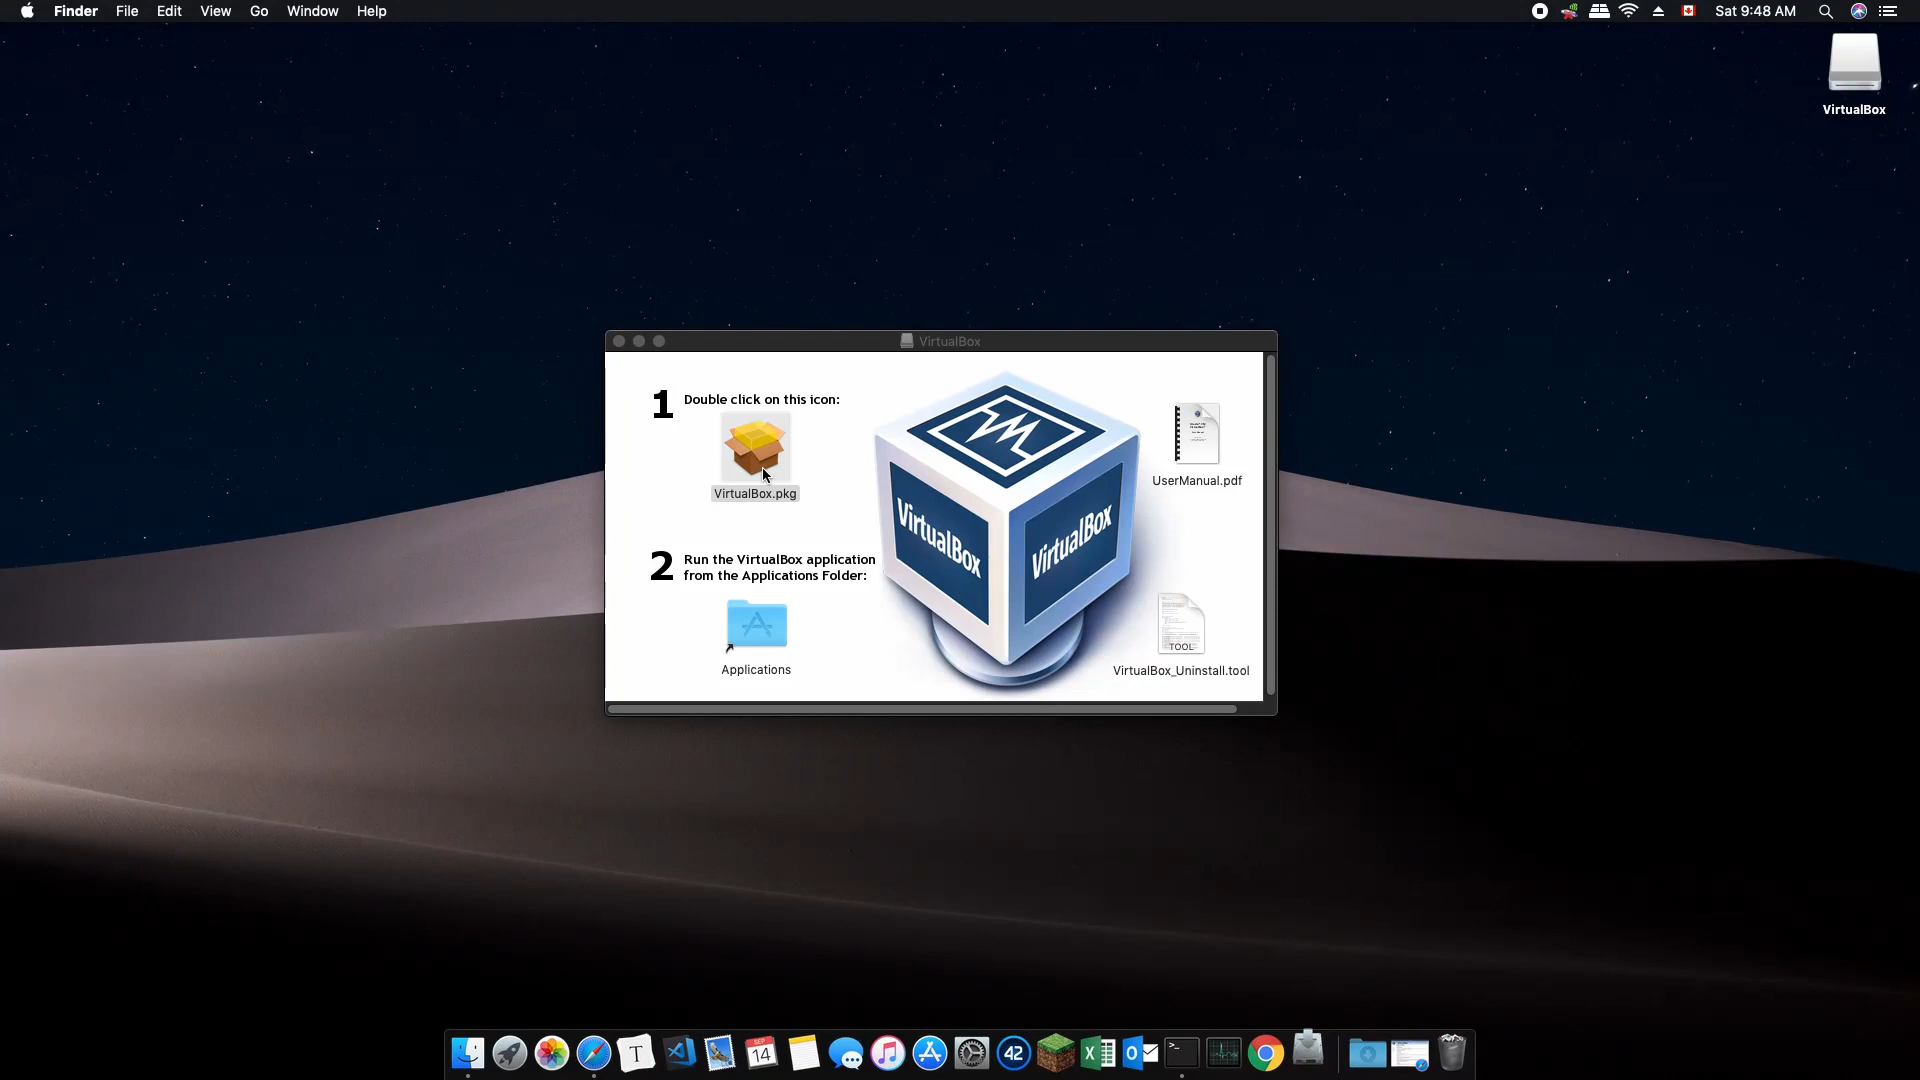 Finder File Edit View Go Window Help
Sat 9:48 AM
VirtualBox
VirtualBox
1 Double click on this icon:
VirtualBox.pkg
UserManual.pdf
VirtualBox VirtualBox
2 Run the VirtualBox application
from the Applications Folder:
TOOL
Applications
VirtualBox_Uninstall.tool
T
SEP
14
42